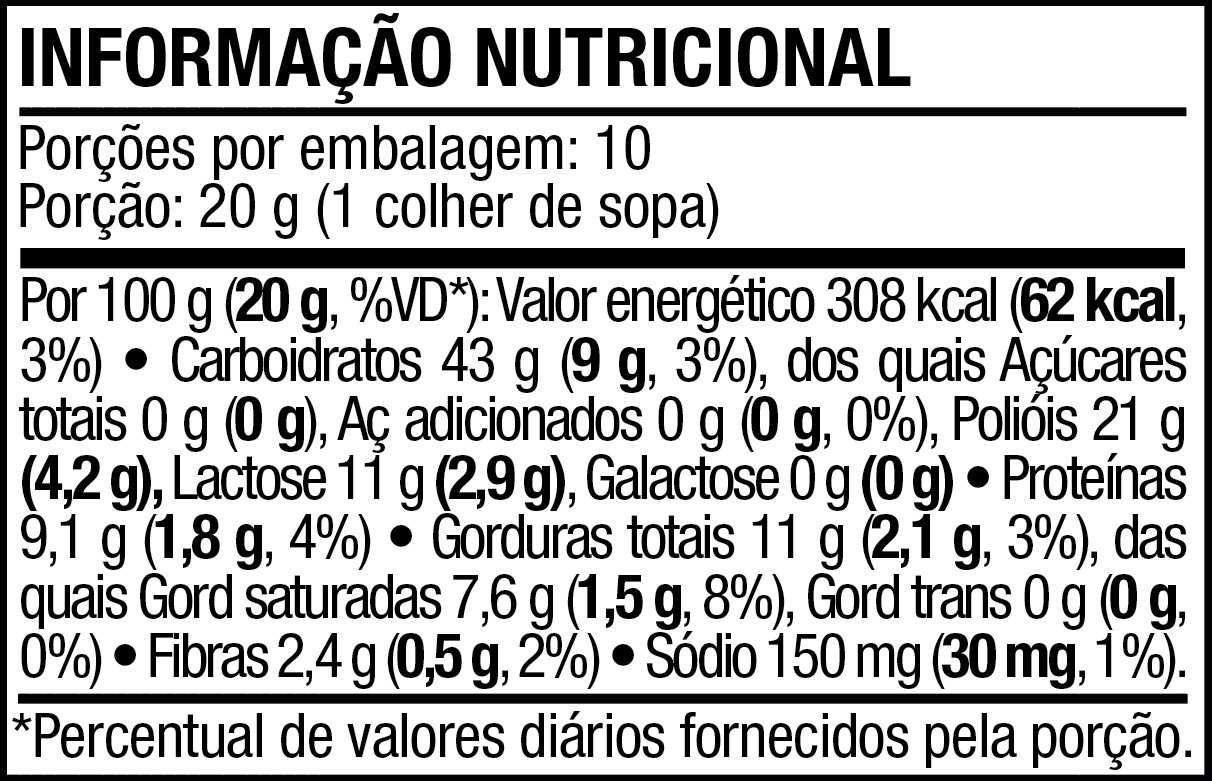 INFORMAÇÃO NUTRICIONAL
Porções por embalagem: 10
Porção: 20 g (1 colher de sopa)
Por 100 g (20 g, %VD*): Valor energético 308 kcal (62 kcal,
3%) • Carboidratos 43 g (9 g, 3%), dos quais Açúcares
totais 0 g (0 g), Aç adicionados 0 g (0 g, 0%), Polióis 21 g
(4,2 g), Lactose 11 g (2,9 g), Galactose 0 g (0 g) • Proteínas
9,1 g (1,8 g, 4%) • Gorduras totais 11 g (2,1 g, 3%), das
quais Gord saturadas 7,6 g (1,5 g, 8%), Gord trans 0 g (0 g,
0%) • Fibras 2,4 g (0,5 g, 2%) • Sódio 150 mg (30 mg, 1%).
*Percentual de valores diários fornecidos pela porção.